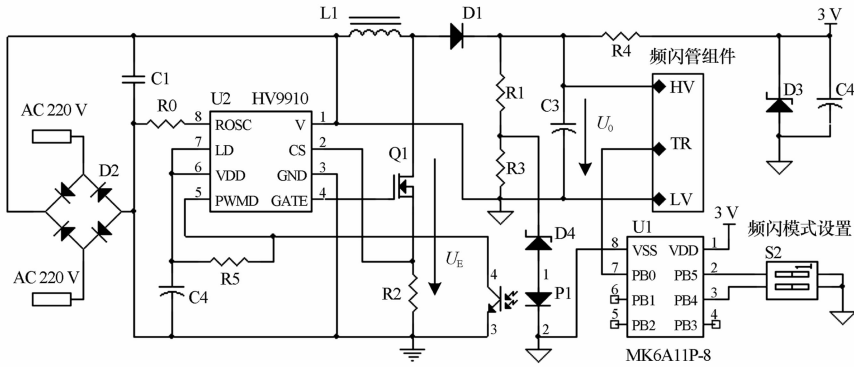 L1
D1
3 V
R4
频闪管组件
C1
U2
HV9910
R1
C3
HV
D3
C4
AC 220 V
R0
8
ROSC
V
1
7
LD
CS
2
U0
TR
D2
6
VDD
GND
3
Q1
R3
5
PWMD
GATE
4
LV
U1
3 V
频闪模式设置
AC 220 V
R5
UE
4
D4
8
VSS
VDD
1
S2
7
PB0
PB5
2
1
C4
R2
1
P1
6
PB1
PB4
3
3
2
5
PB2
PB3
4
MK6A11P-8